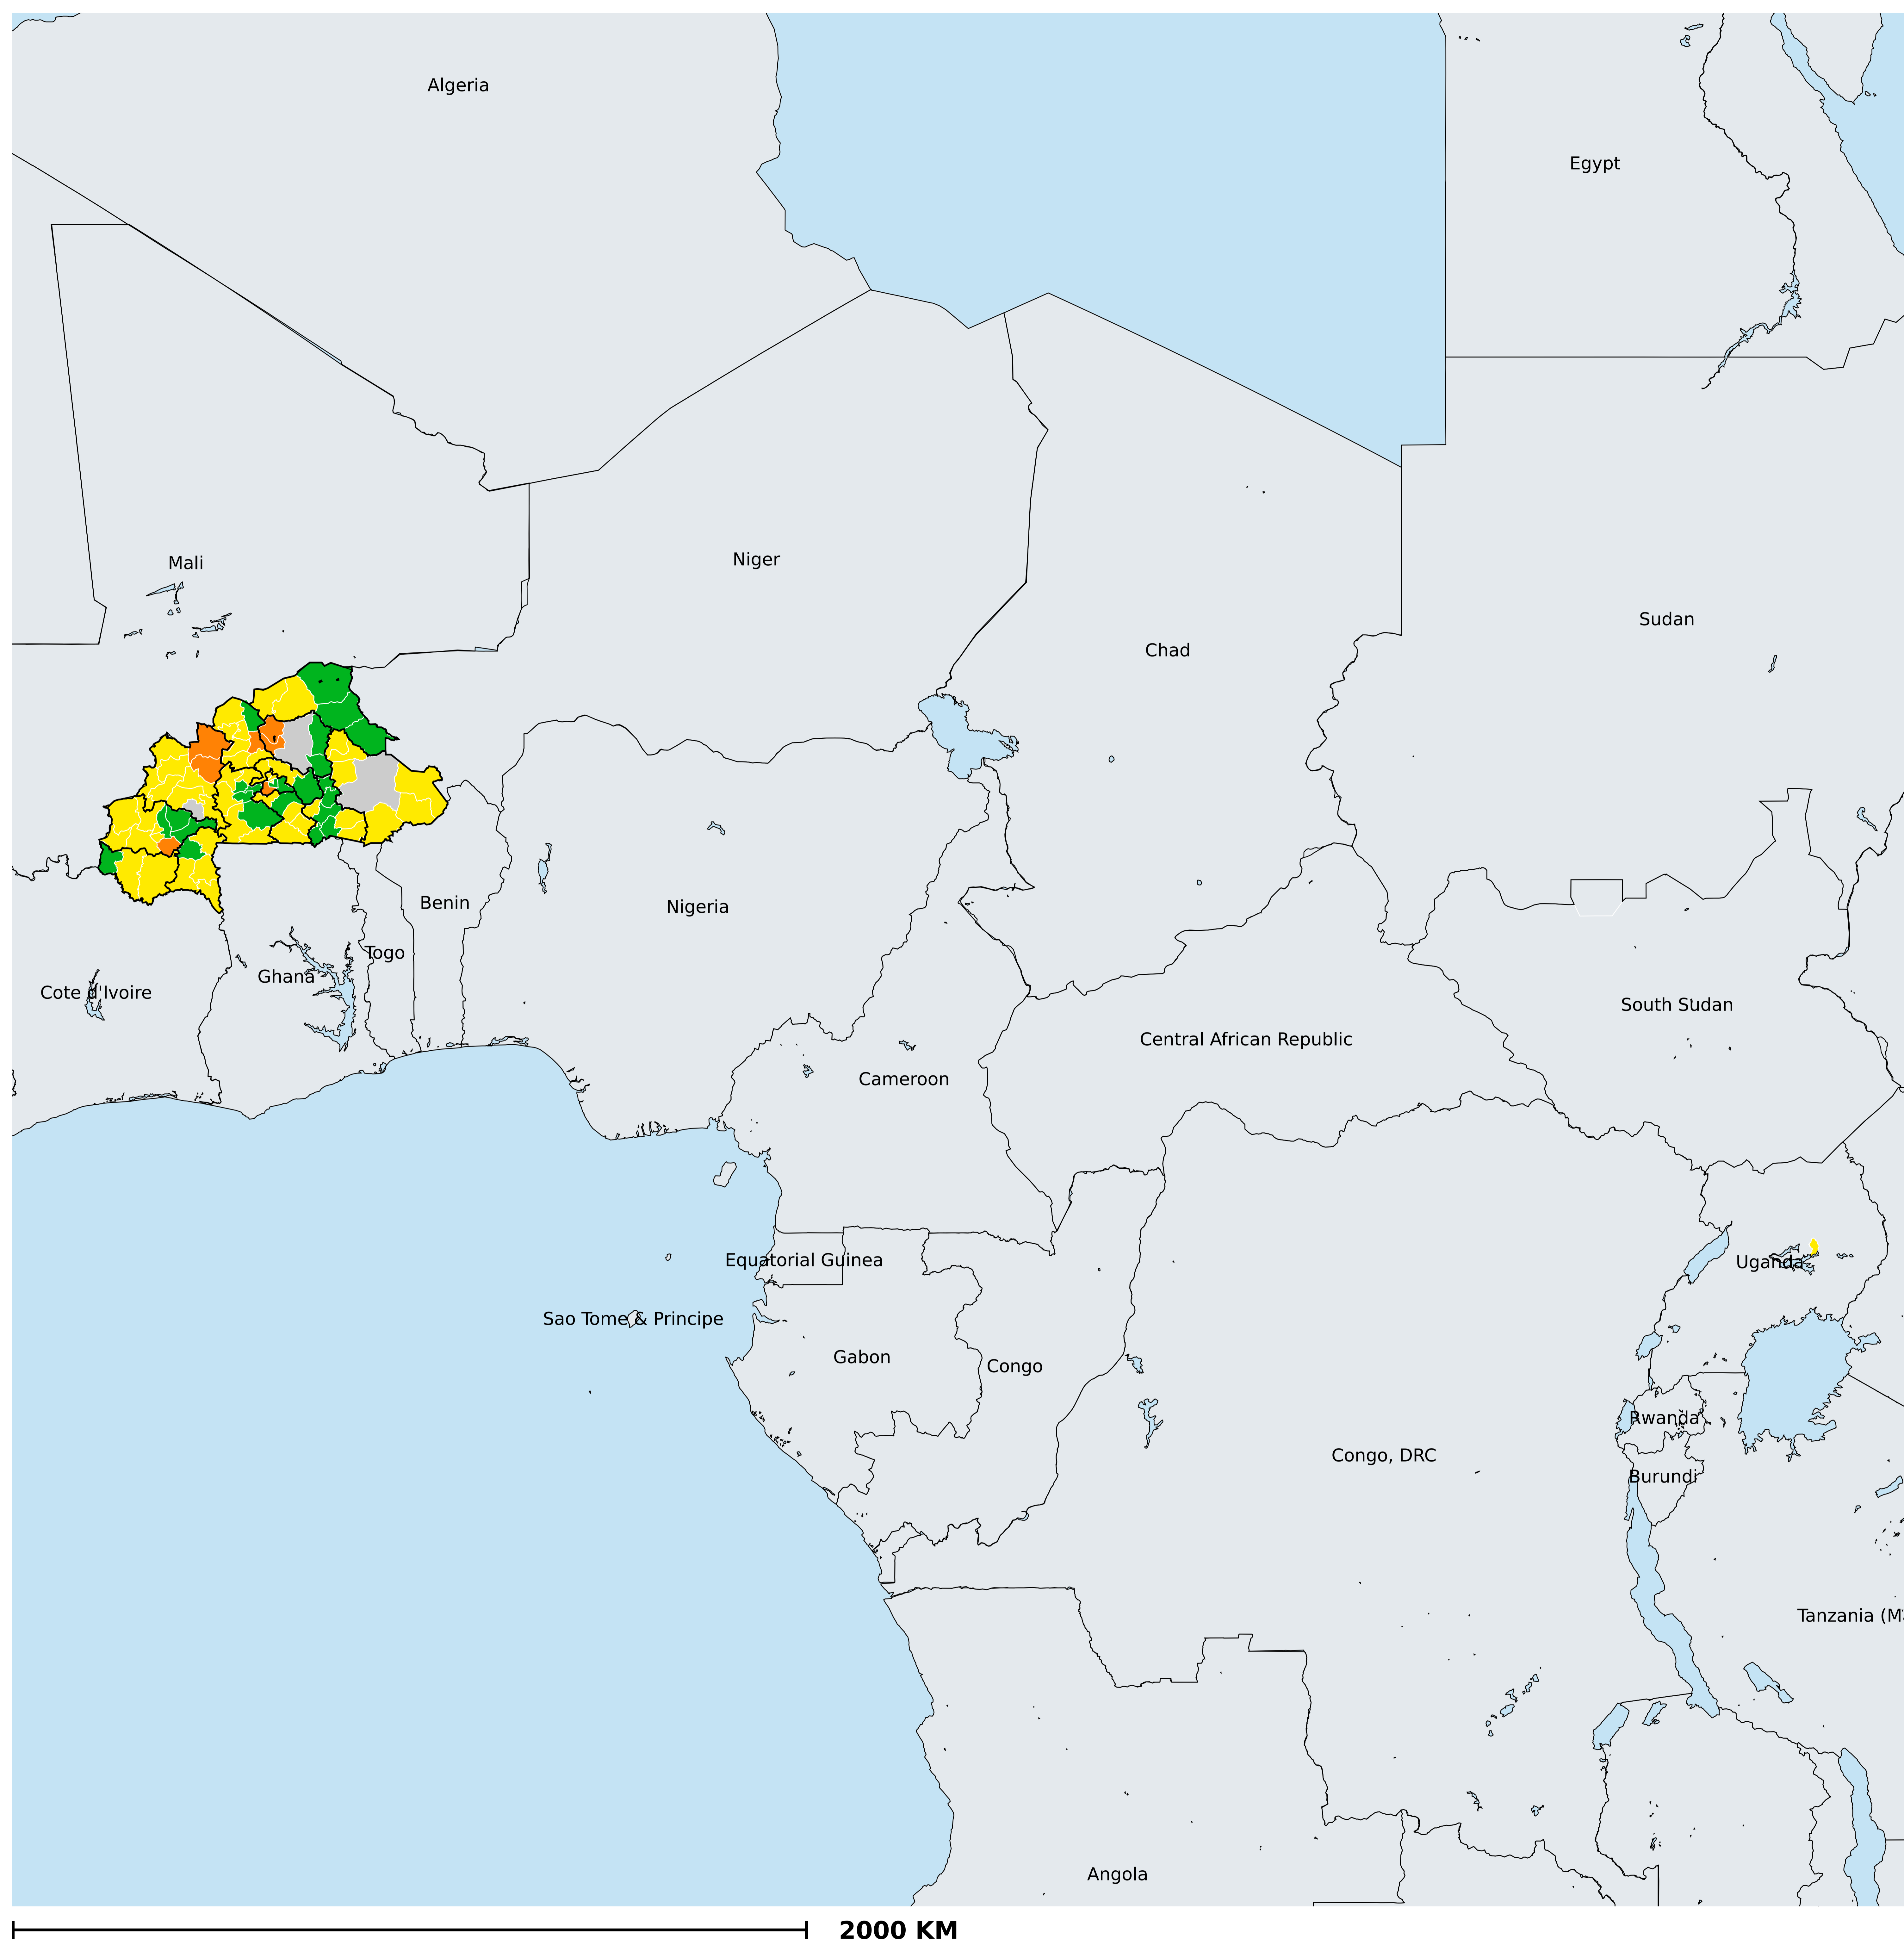 Algeria
Egypt
Mali
Niger
Sudan
Chad
Benin
Nigeria
Togo
Ghana
Cote d'Ivoire
South Sudan
Central African Republic
Cameroon
Equatorial Guinea
Uganda
Sao Tome & Principe
Gabon
Congo
Rwanda
Congo, DRC
Burundi
Tanzania (M
Angola
2000 KM